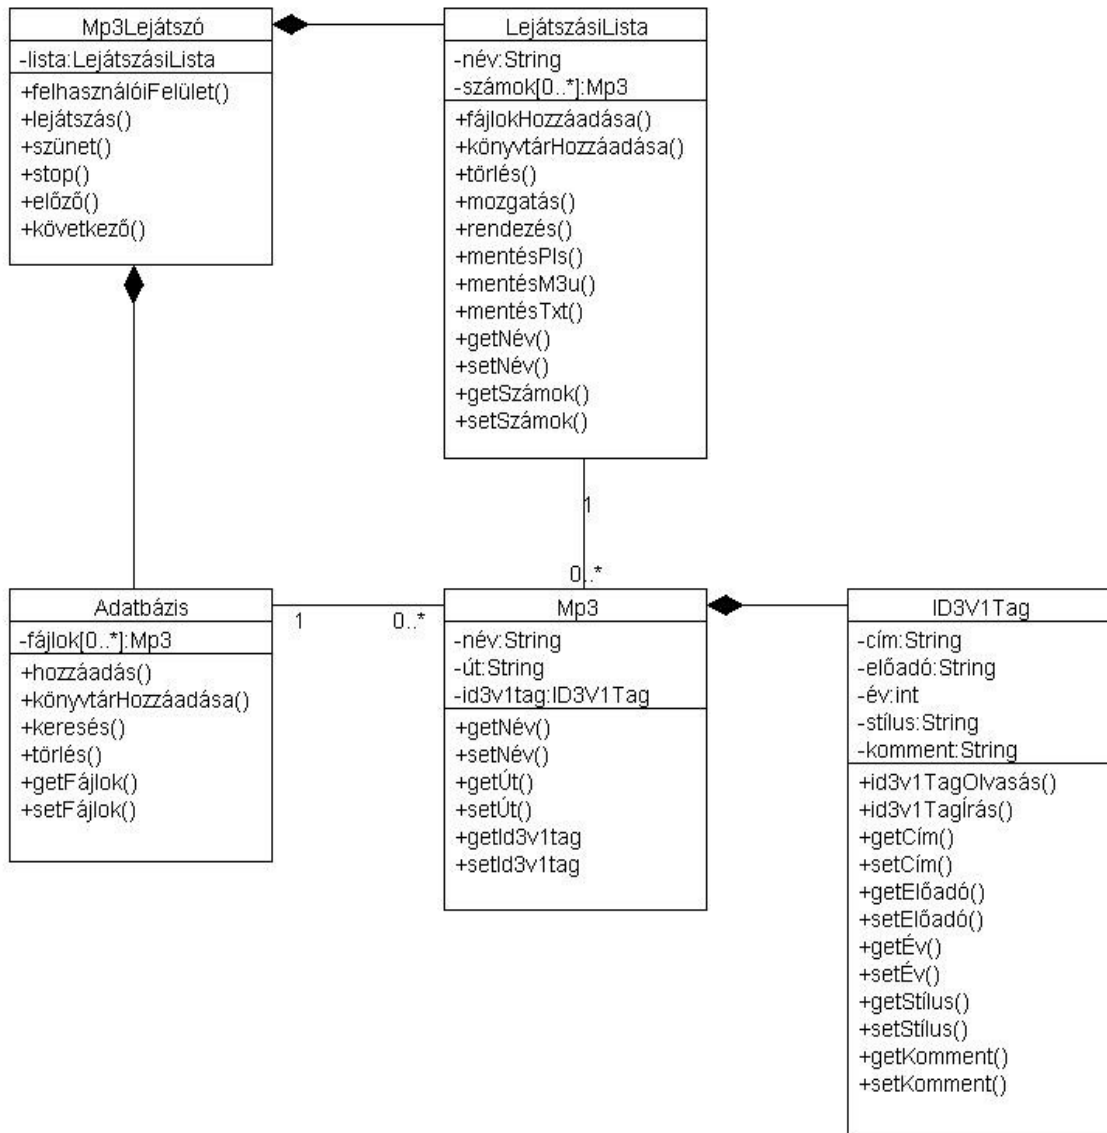 Mp3Lejátszó
-lista:LejátszásiLista
+felhasználóiFelület()
+lejátszás()
+szünet()
+stop()
+előző()
+következő()
LejátszásiLista
-név:String
-számok[0..*]:Mp3
+fájlokHozzáadása()
+könyvtárHozzáadása()
+törlés()
+mozgatás()
+rendezés()
+mentésPls()
+mentésM3u()
+mentésTxt()
+getNév()
+setNév()
+getSzámok()
+setSzámok()
1
0..*
Adatbázis
-fájlok[0..*]:Mp3
+hozzáadás()
+könyvtárHozzáadása()
+keresés()
+törlés()
+getFájlok()
+setFájlok()
1
0..*
Mp3
-név:String
-út:String
-id3v1tag:ID3V1Tag
+getNév()
+setNév()
+getÚt()
+setÚt()
+getId3v1tag
+setId3v1tag
ID3V1Tag
-cím:String
-előadó:String
-év:int
-stílus:String
-komment:String
+id3v1TagOlvasás()
+id3v1TagÍrás()
+getCím()
+setCím()
+getElőadó()
+setElőadó()
+getÉv()
+setÉv()
+getStílus()
+setStílus()
+getKomment()
+setKomment()